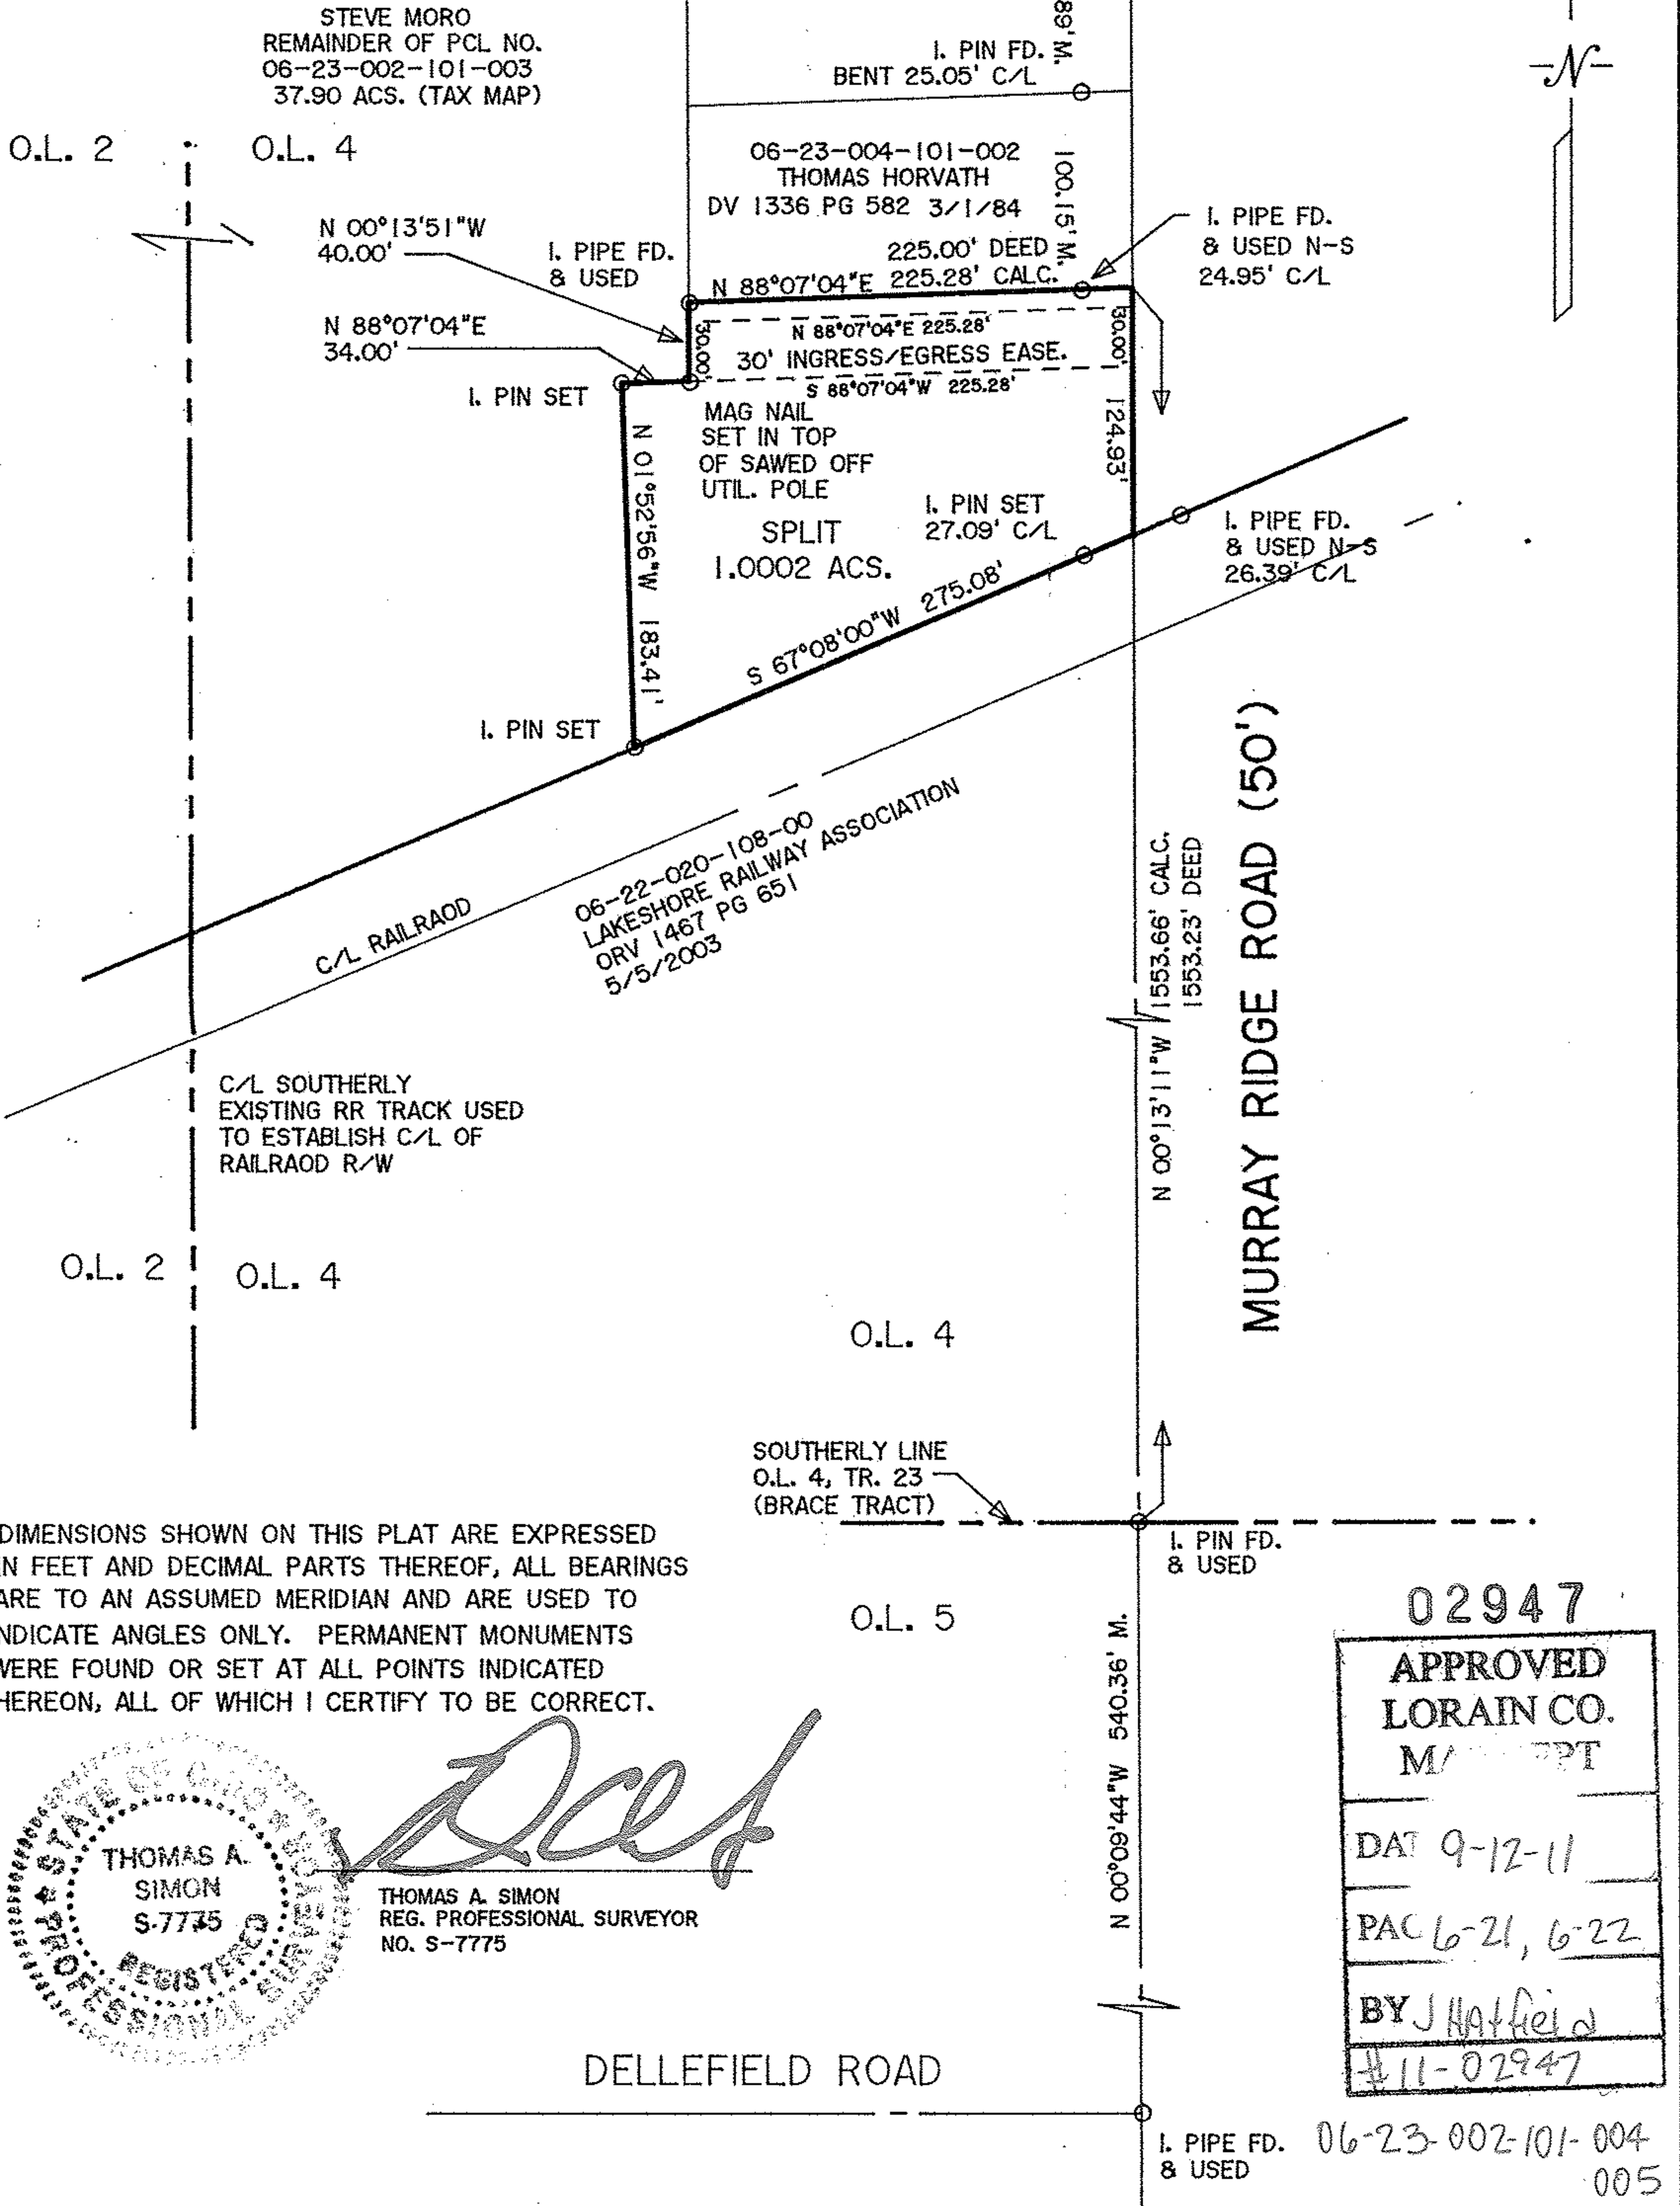 STEVE MORO
REMAINDER OF PCL NO.
06-23-002-101-003
37.90 ACS. (TAX MAP)
89' M.
I. PIN FD.
BENT 25.05' C/L
-N-
O.L. 2
O.L. 4
06-23-004-101-002
THOMAS HORVATH
DV 1336 PG 582 3/1/84
100.15' M.
N 00°13'51"W
40.00'
I. PIPE FD.
& USED
225.00' DEED
N 88°07'04"E 225.28' CALC.
I. PIPE FD.
& USED N-S
24.95' C/L
N 88°07'04"E
34.00'
30.00'
N 88°07'04"E 225.28'
30' INGRESS/EGRESS EASE.
S 88°07'04"W 225.28'
30.00'
I. PIN SET
MAG NAIL
SET IN TOP
OF SAWED OFF
UTIL. POLE
124.93'
N 01°52'56"W 183.41'
I. PIN SET
27.09' C/L
SPLIT
1.0002 ACS.
I. PIPE FD.
& USED N-S
26.39' C/L
S 67°08'00"W 275.08'
I. PIN SET
C/L RAILRAOD
06-22-020-108-00
LAKESHORE RAILWAY ASSOCIATION
ORV 1467 PG 651
5/5/2003
N 00°13'11"W 1553.66' CALC.
1553.23' DEED
MURRAY RIDGE ROAD (50')
C/L SOUTHERLY
EXISTING RR TRACK USED
TO ESTABLISH C/L OF
RAILRAOD R/W
O.L. 2
O.L. 4
O.L. 4
SOUTHERLY LINE
O.L. 4, TR. 23
(BRACE TRACT)
I. PIN FD.
& USED
O.L. 5
DIMENSIONS SHOWN ON THIS PLAT ARE EXPRESSED
N FEET AND DECIMAL PARTS THEREOF, ALL BEARINGS
ARE TO AN ASSUMED MERIDIAN AND ARE USED TO
NDICATE ANGLES ONLY. PERMANENT MONUMENTS
WERE FOUND OR SET AT ALL POINTS INDICATED
HEREON, ALL OF WHICH I CERTIFY TO BE CORRECT.
N 00°09'44"W 540.36' M.
02947
APPROVED
LORAIN CO.
DAT 9-12-11
PAG 6-21, 6-22
BY J Hatfield
#11-02947
STATE OF OHIO
THOMAS A.
SIMON
S-7775
REGISTERED
PROFESSIONAL SURVEYOR
THOMAS A. SIMON
REG. PROFESSIONAL SURVEYOR
NO. S-7775
DELLEFIELD ROAD
I. PIPE FD.
& USED
06-23-002-101-004
005